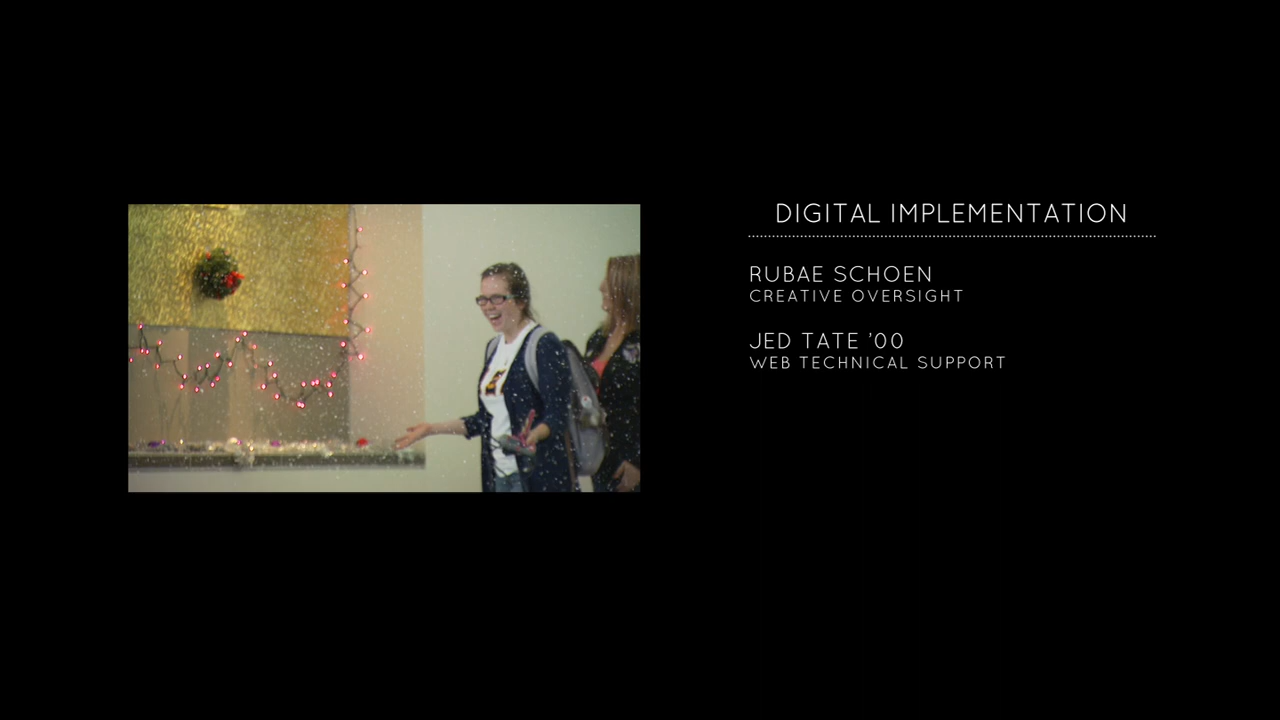 DIGITAL IMPLEMENTATION
RUBAE SCHOEN
CREATIVE OVERSIGHT
JED TATE ’00
WEB TECHNICAL SUPPORT